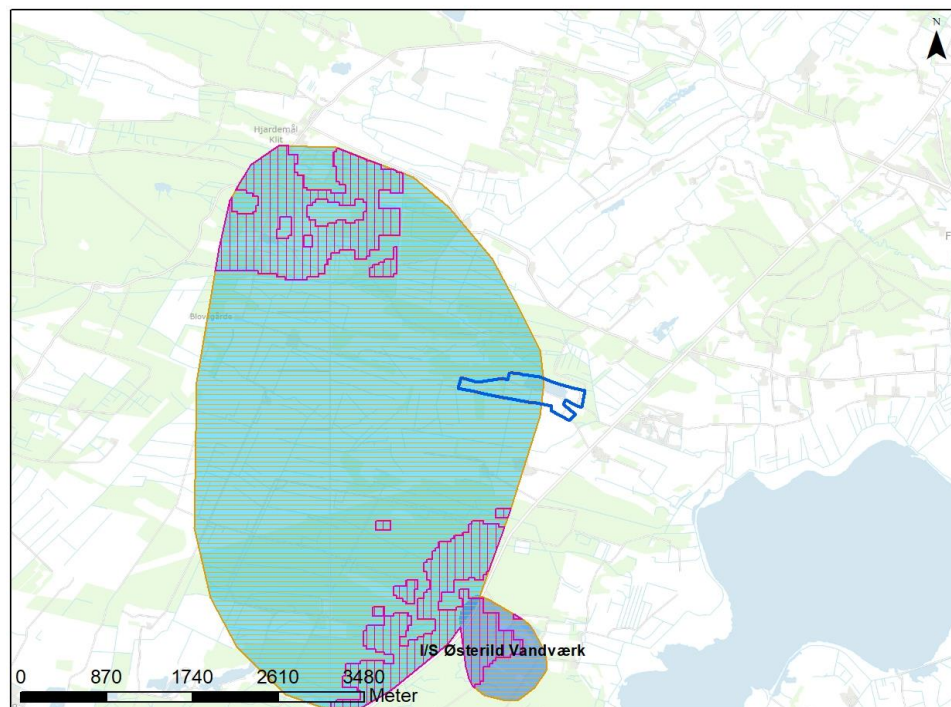 N
Hjardemål
Klit
F
Blovsgårde
I/S Østerild Vandværk
0 870 1740 2610 3480
Meter